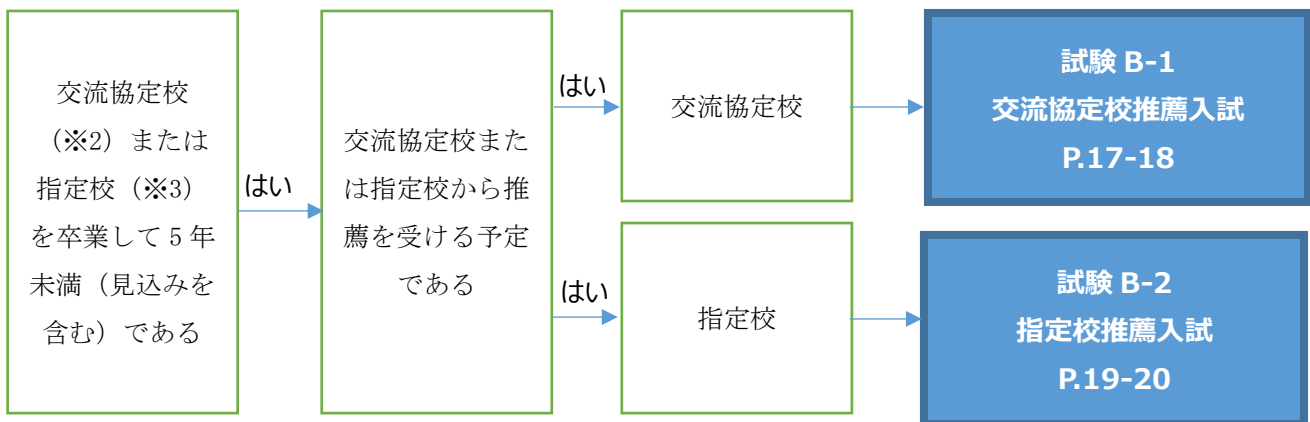 交流協定校
（※2）または
指定校（※3）
を卒業して5年
未満（見込みを
含む）である
はい
交流協定校また
は指定校から推
薦を受ける予定
である
はい
交流協定校
試験 B-1
交流協定校推薦入試
P.17-18
はい
指定校
試験 B-2
指定校推薦入試
P.19-20